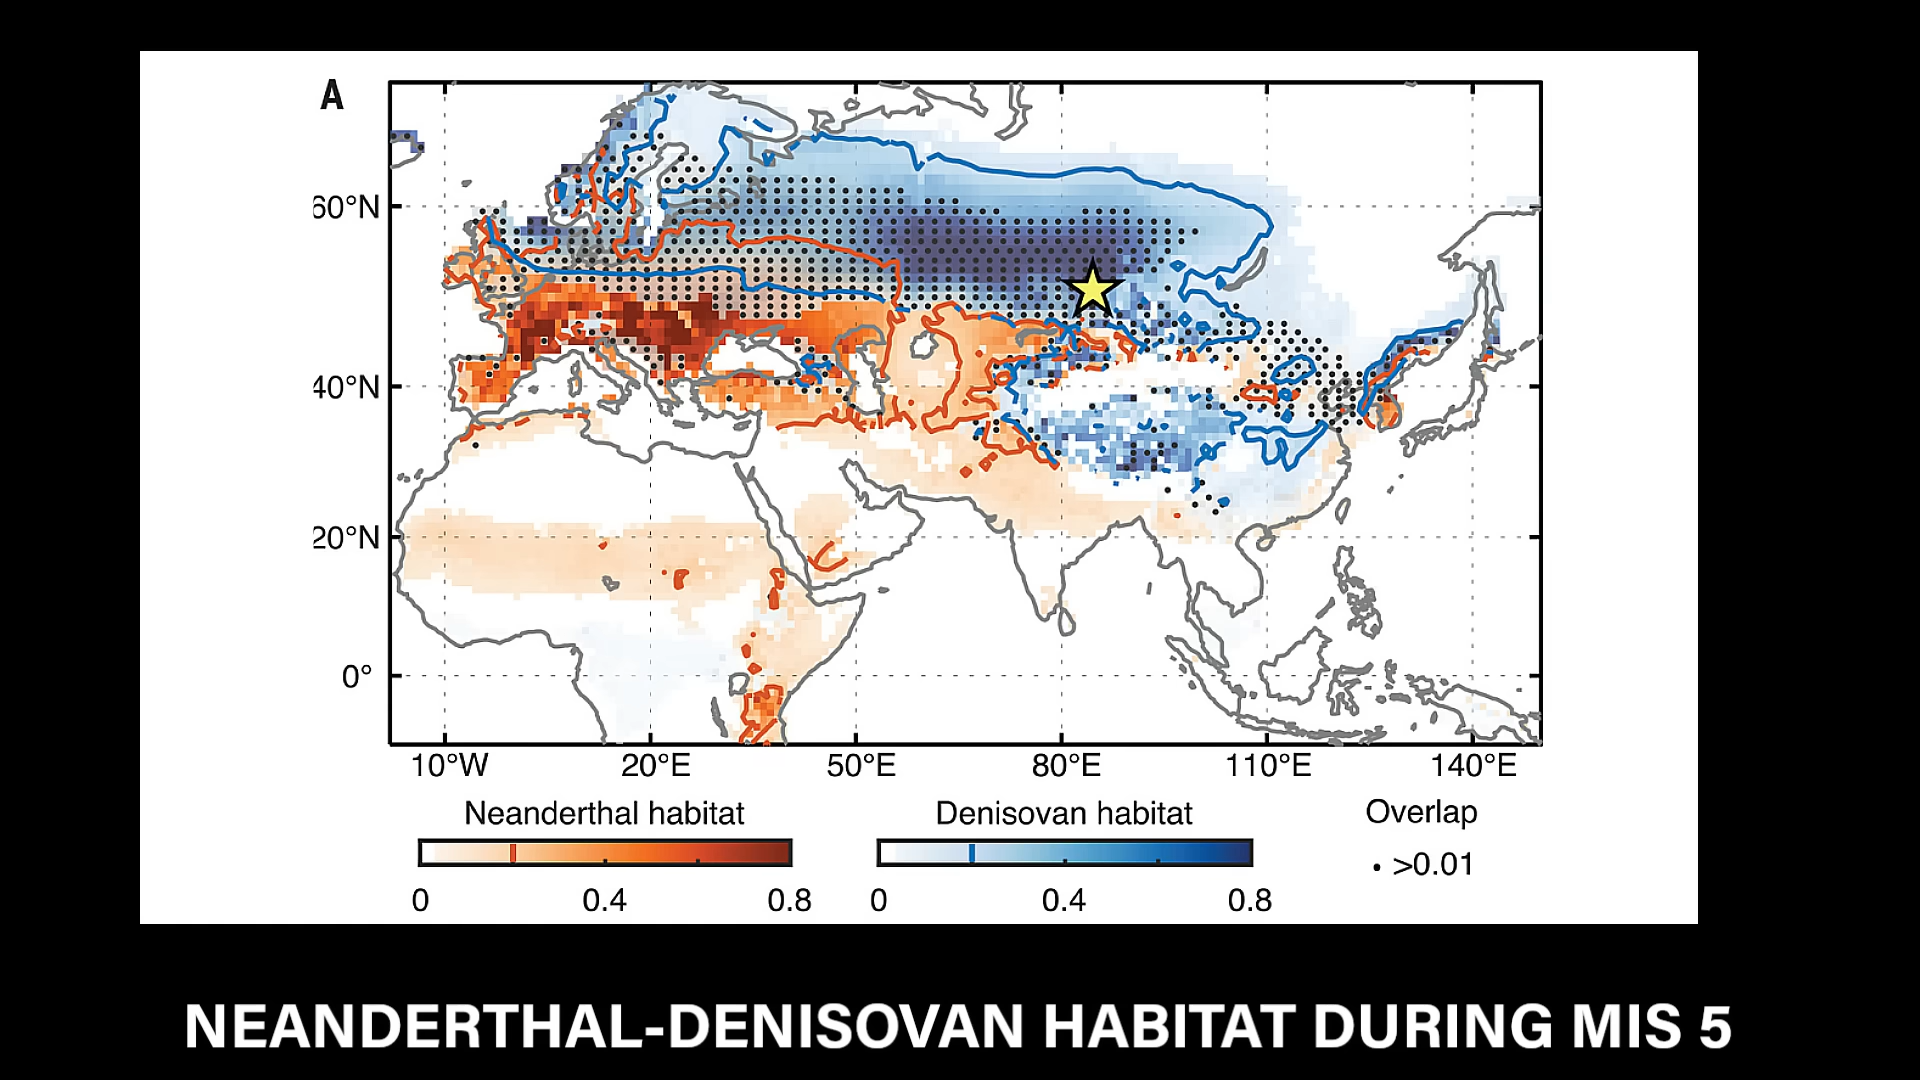 A
60°N
40°N
20°N
0°
10°W 20°E 50°E 80°E 110°E 140°E
Neanderthal habitat Denisovan habitat Overlap
• >0.01
0 0.4 0.8 0 0.4 0.8
NEANDERTHAL-DENISOVAN HABITAT DURING MIS 5